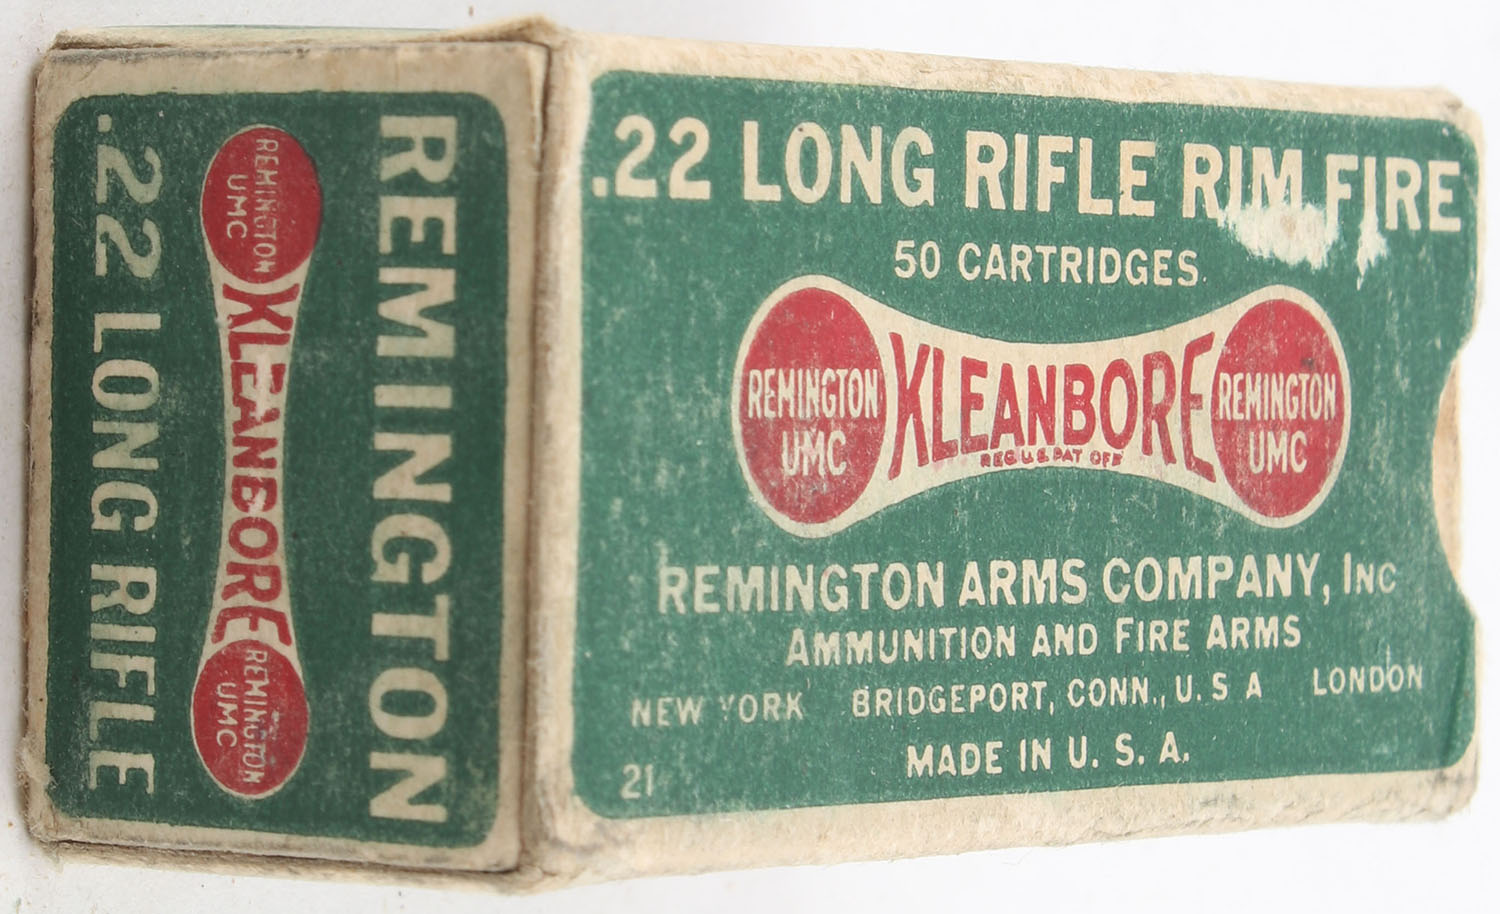 REMINGTON
REMINGTON
UMC
KLEANBORE
REMINGTON
UMC
.22 LONG RIFLE
.22 LONG RIFLE RIM FIRE
50 CARTRIDGES.
REMINGTON
UMC
KLEANBORE
REG U.S. PAT OFF
REMINGTON
UMC
REMINGTON ARMS COMPANY, INC
AMMUNITION AND FIRE ARMS
NEW YORK BRIDGEPORT, CONN., U. S A LONDON
MADE IN U. S. A.
21